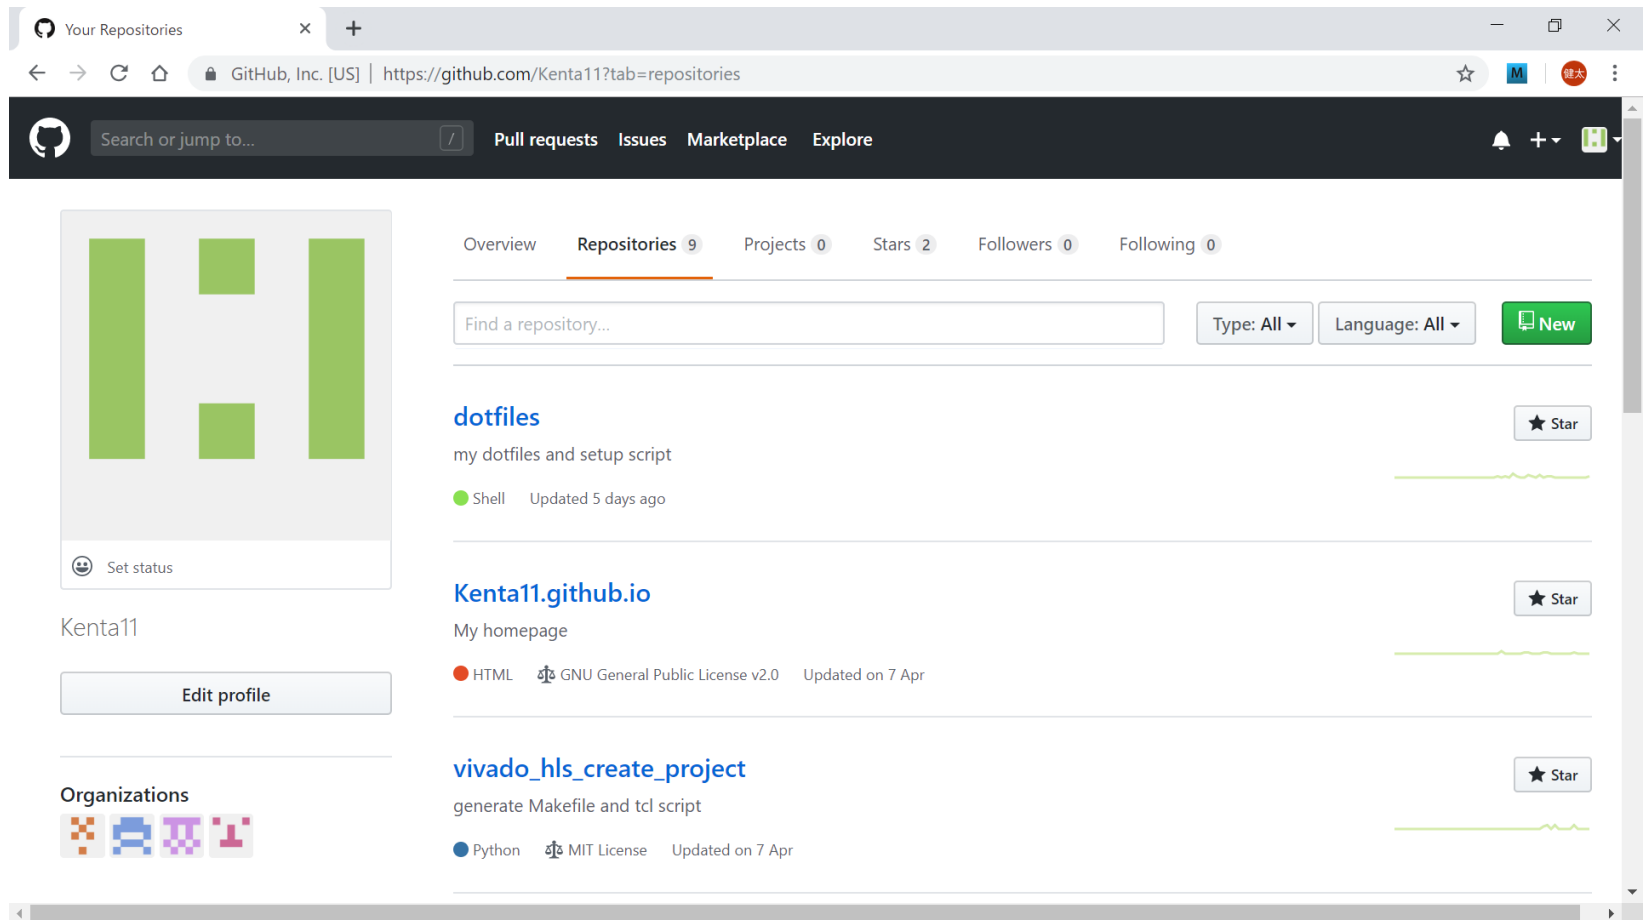 Your Repositories
GitHub, Inc. [US] | https://github.com/Kenta11?tab=repositories
M
健太
Search or jump to... /
Pull requests Issues Marketplace Explore
Overview Repositories 9 Projects 0 Stars 2 Followers 0 Following 0
Find a repository... Type: All Language: All New
dotfiles
Star
my dotfiles and setup script
Shell Updated 5 days ago
Set status
Kenta11.github.io
Star
My homepage
HTML GNU General Public License v2.0 Updated on 7 Apr
Kenta11
Edit profile
vivado_hls_create_project
Star
generate Makefile and tcl script
Python MIT License Updated on 7 Apr
Organizations